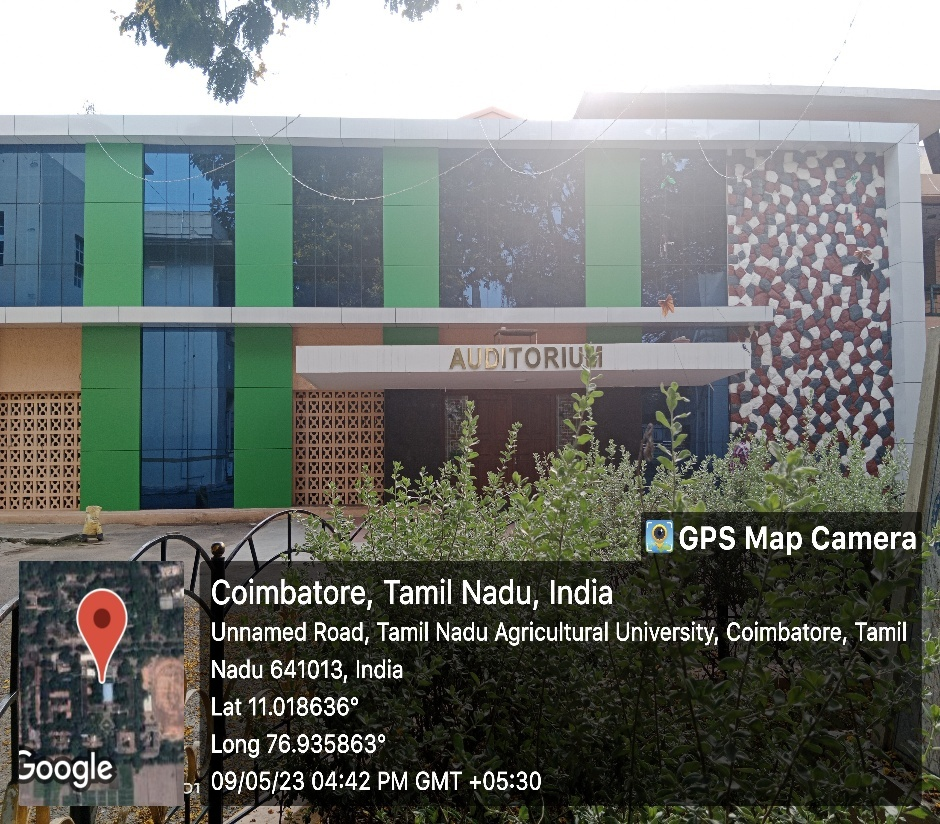 AUDITORIUM
GPS Map Camera
Coimbatore, Tamil Nadu, India
Unnamed Road, Tamil Nadu Agricultural University, Coimbatore, Tamil
Nadu 641013, India
Lat 11.018636°
Long 76.935863°
09/05/23 04:42 PM GMT +05:30
Google